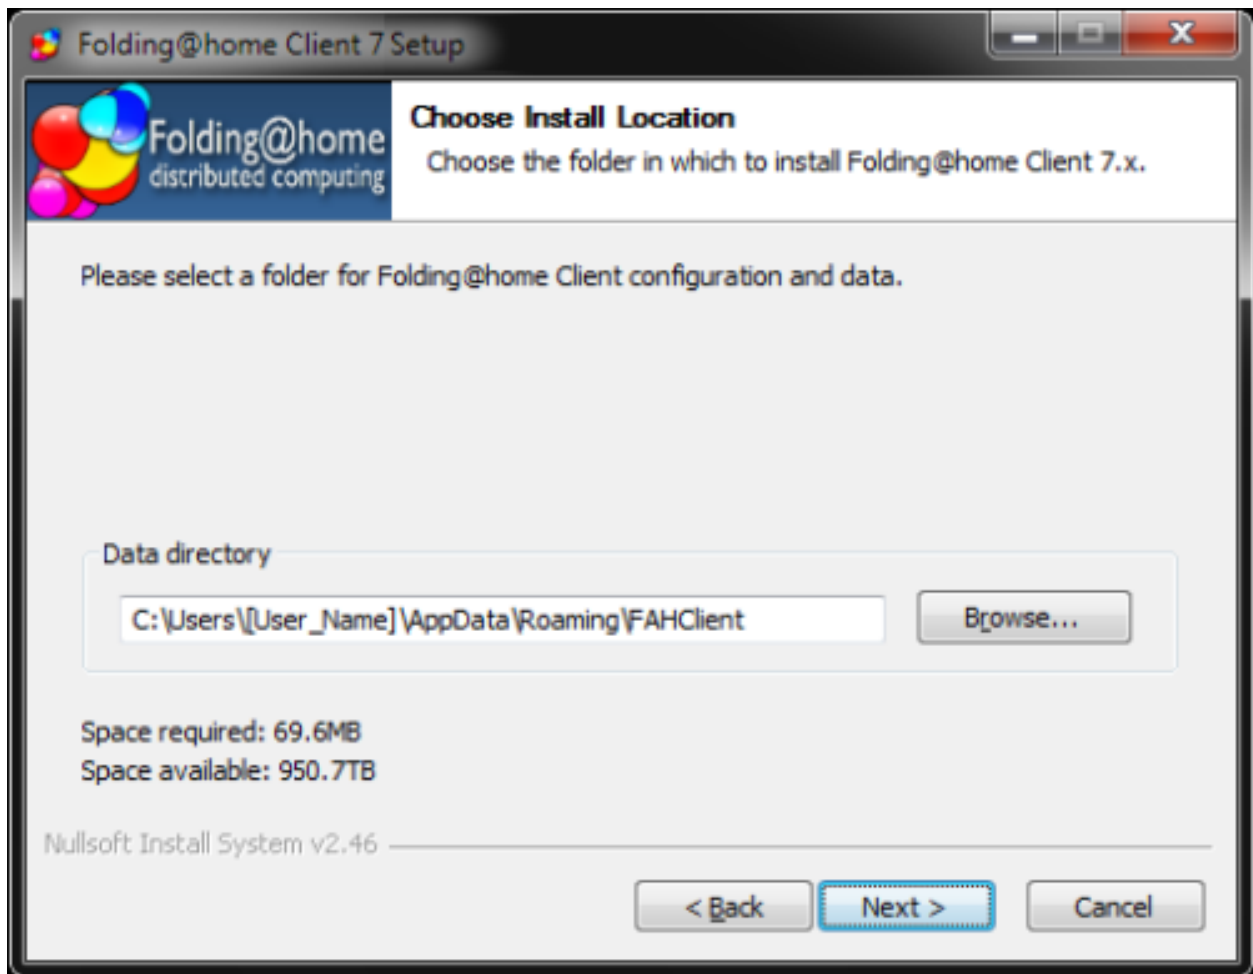 Folding@home Client 7 Setup
Folding@home
distributed computing
Choose Install Location
Choose the folder in which to install Folding@home Client 7.x.
Please select a folder for Folding@home Client configuration and data.
Data directory
C:\Users\[User_Name]\AppData\Roaming\FAHClient
Browse...
Space required: 69.6MB
Space available: 950.7TB
Nullsoft Install System v2.46
< Back
Next >
Cancel